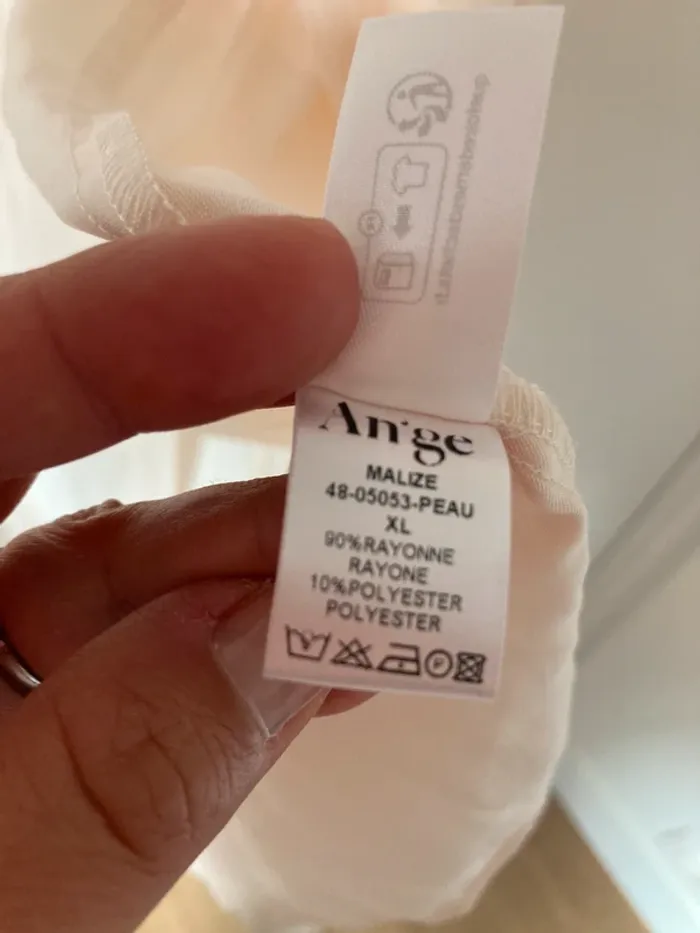 An'ge
MALIZE
48-05053-PEAU
XL
90%RAYONNE
RAYONE
10%POLYESTER
POLYESTER
P